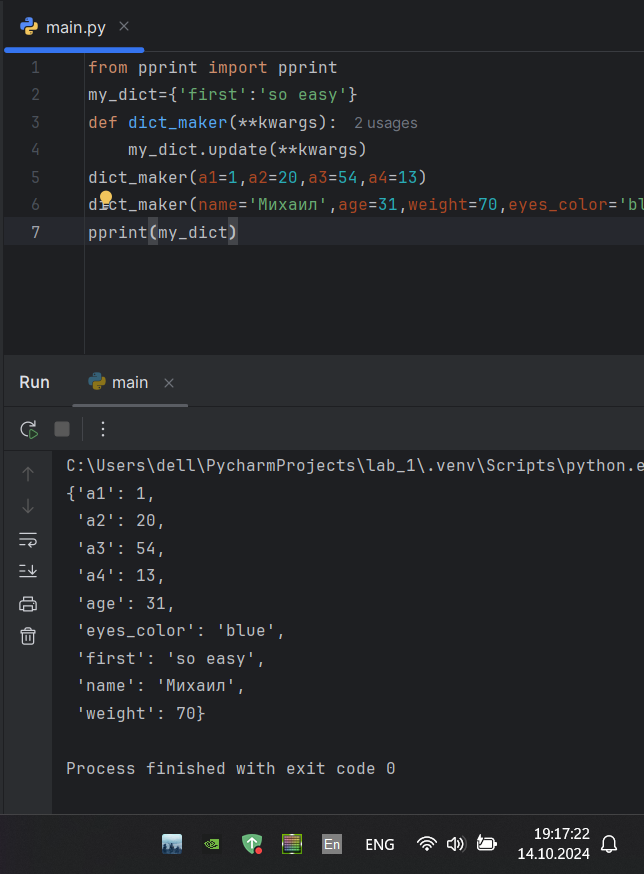 main.py
1 from pprint import pprint
2 my_dict={'first':'so easy'}
3 def dict_maker(**kwargs): 2 usages
4 my_dict.update(**kwargs)
5 dict_maker(a1=1,a2=20,a3=54,a4=13)
6 dict_maker(name='Михаил',age=31,weight=70,eyes_color='bl
7 pprint(my_dict)
Run main
C:\Users\dell\PycharmProjects\lab_1\.venv\Scripts\python.e
{'a1': 1,
'a2': 20,
'a3': 54,
'a4': 13,
'age': 31,
'eyes_color': 'blue',
'first': 'so easy',
'name': 'Михаил',
'weight': 70}
Process finished with exit code 0
En ENG 19:17:22
14.10.2024